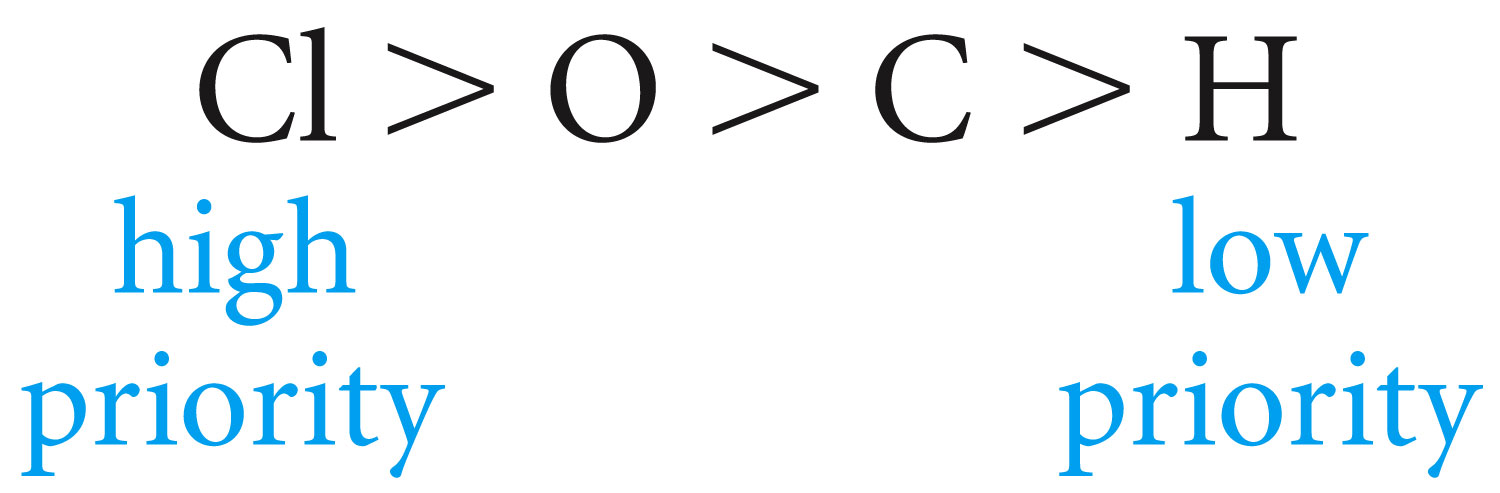 Cl > O > C > H
high low
priority priority